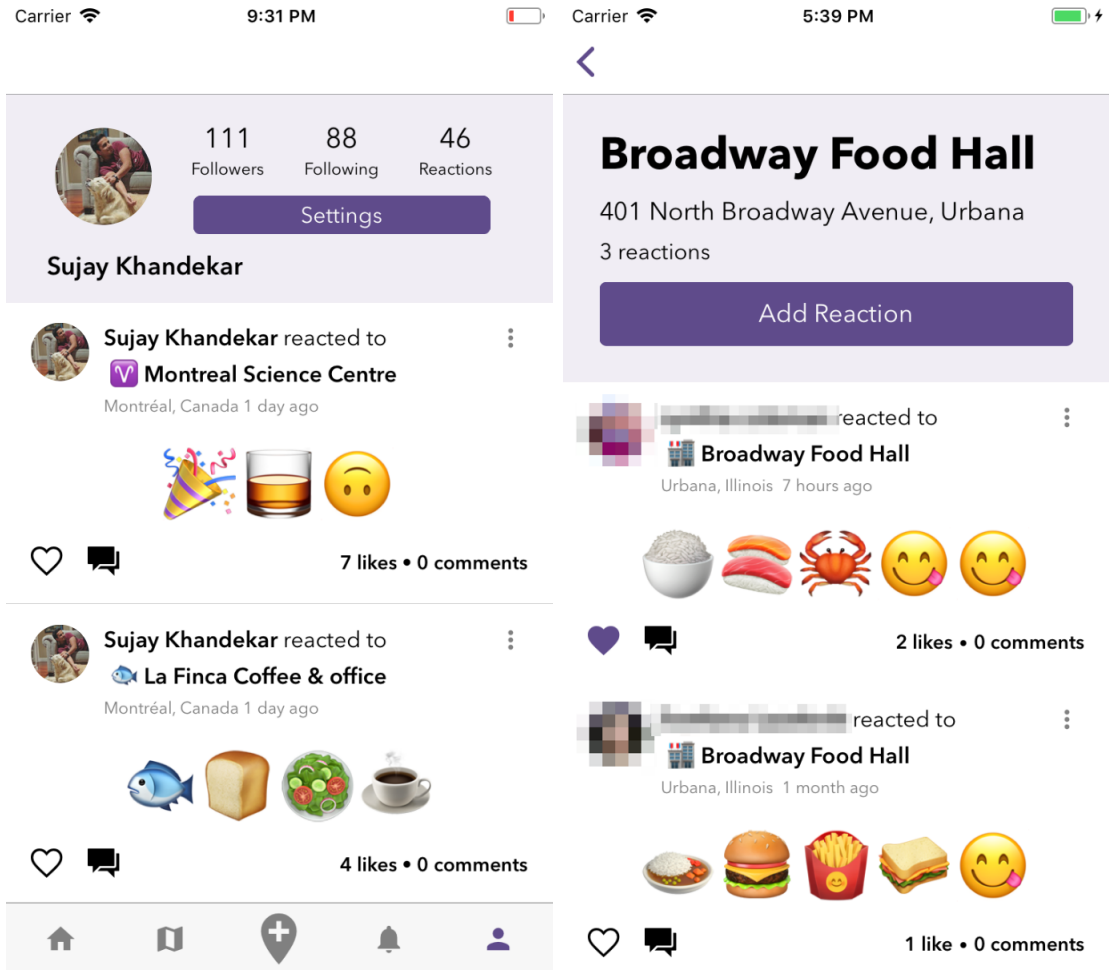 Carrier
9:31 PM
111
88
46
Followers
Following
Reactions
Settings
Sujay Khandekar
Sujay Khandekar reacted to
Montreal Science Centre
Montréal, Canada 1 day ago
7 likes • 0 comments
Sujay Khandekar reacted to
La Finca Coffee & office
Montréal, Canada 1 day ago
4 likes • 0 comments
Carrier
5:39 PM
Broadway Food Hall
401 North Broadway Avenue, Urbana
3 reactions
Add Reaction
reacted to
Broadway Food Hall
Urbana, Illinois 7 hours ago
2 likes • 0 comments
reacted to
Broadway Food Hall
Urbana, Illinois 1 month ago
1 like • 0 comments